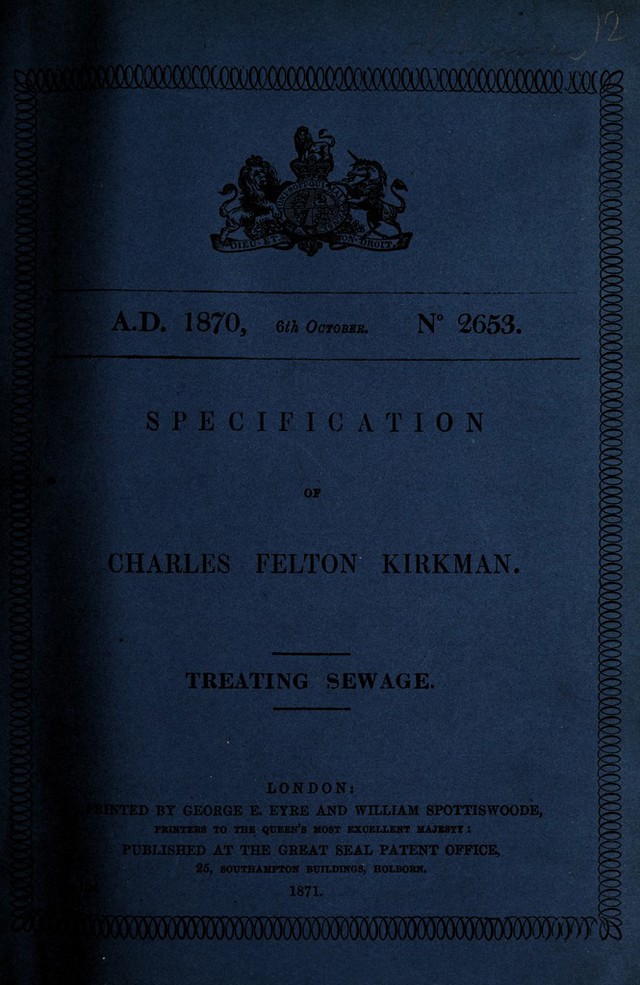 12
DIEU ET MON DROIT.
A.D. 1870, 6th OCTOBER. No 2653.
SPECIFICATION
OF
CHARLES FELTON KIRKMAN.
TREATING SEWAGE.
LONDON:
PRINTED BY GEORGE E. EYRE AND WILLIAM SPOTTISWOODE,
PRINTERS TO THE QUEEN'S MOST EXCELLENT MAJESTY:
PUBLISHED AT THE GREAT SEAL PATENT OFFICE,
25, SOUTHAMPTON BUILDINGS, HOLBORN.
1871.